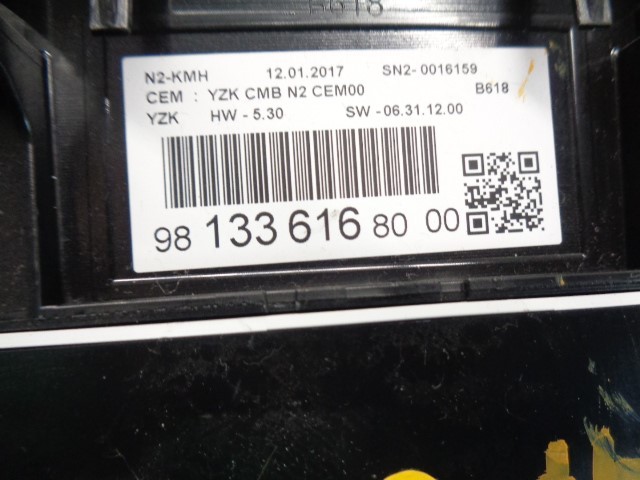 N2-KMH 12.01.2017 SN2- 0016159
CEM : YZK CMB N2 CEM00 B618
YZK HW - 5.30 SW - 06.31.12.00
98 133 616 80 00